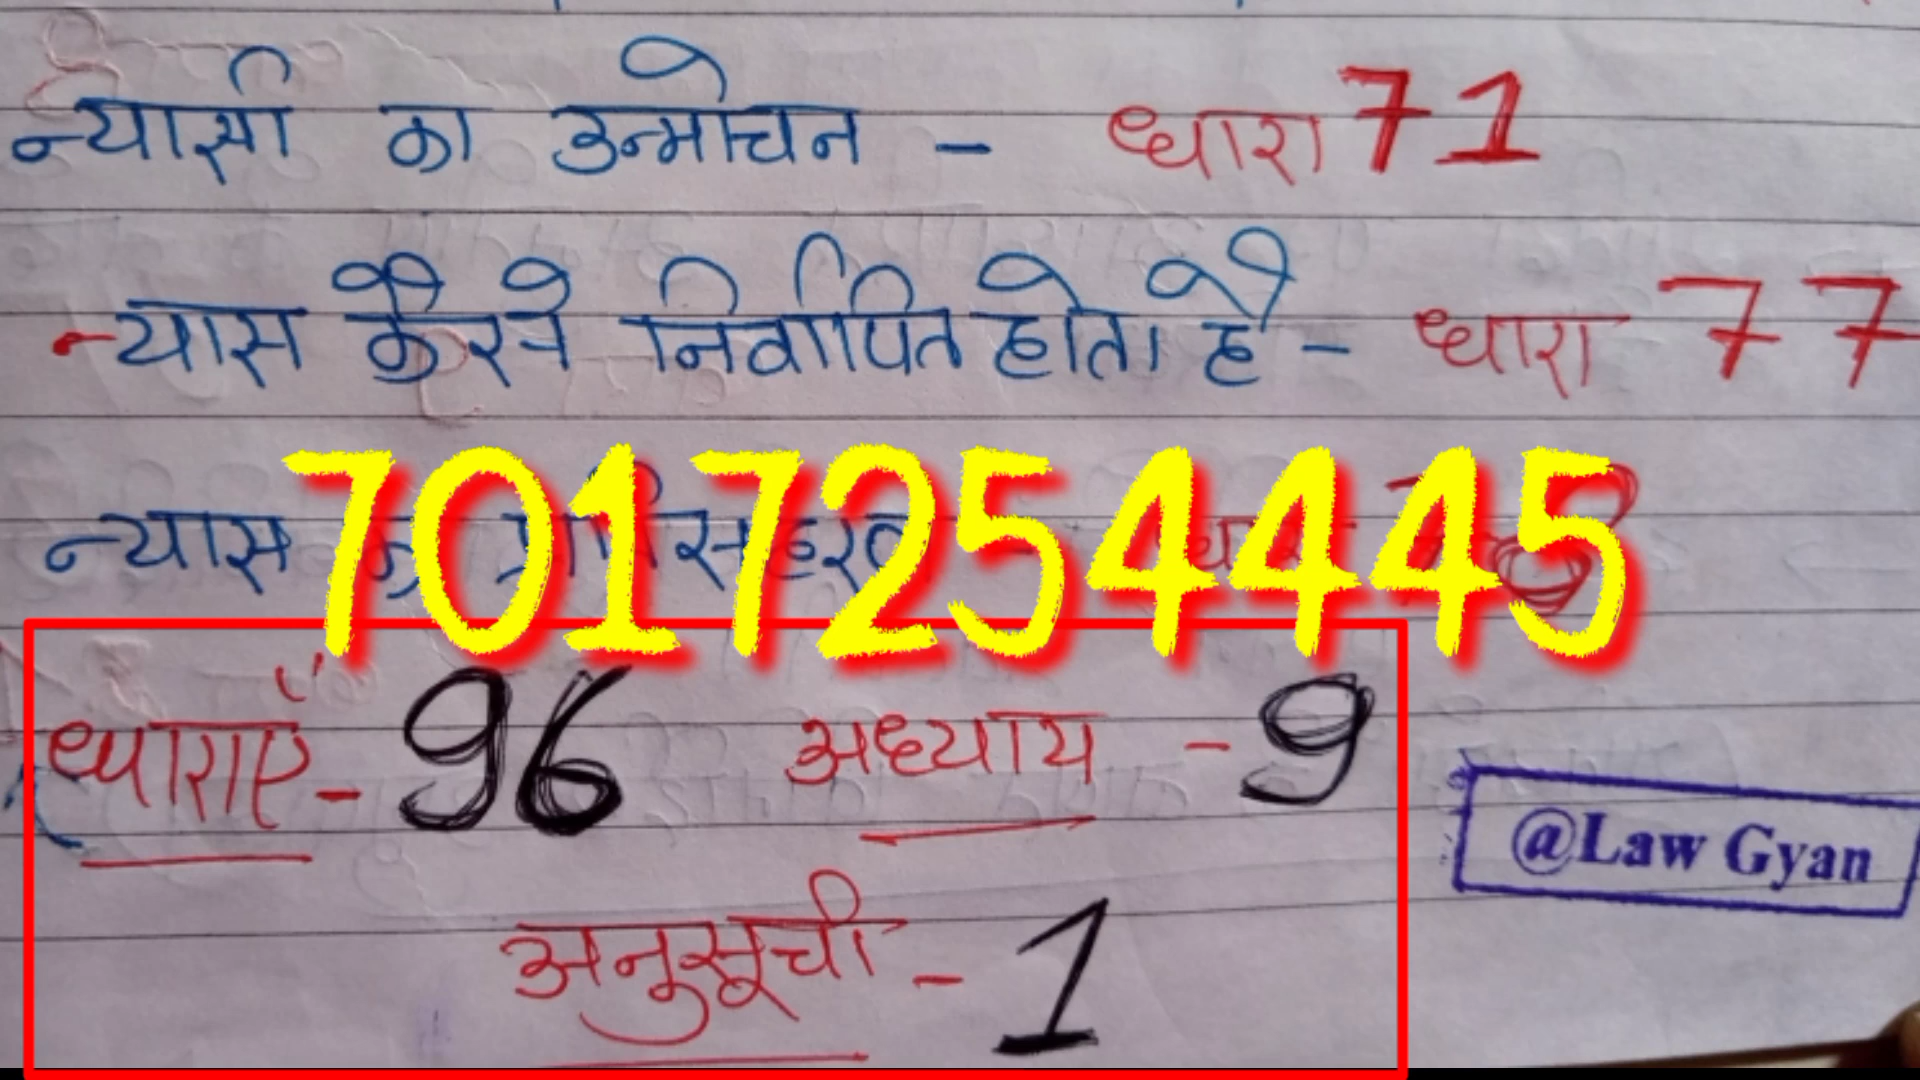 न्यासी का उन्मोचन - धारा 71
न्यास कैसे निर्वापित होता है - धारा 77
7017254445
न्यास का
धाराएं - 96 अध्याय - 9
@Law Gyan
अनुसूची - 1